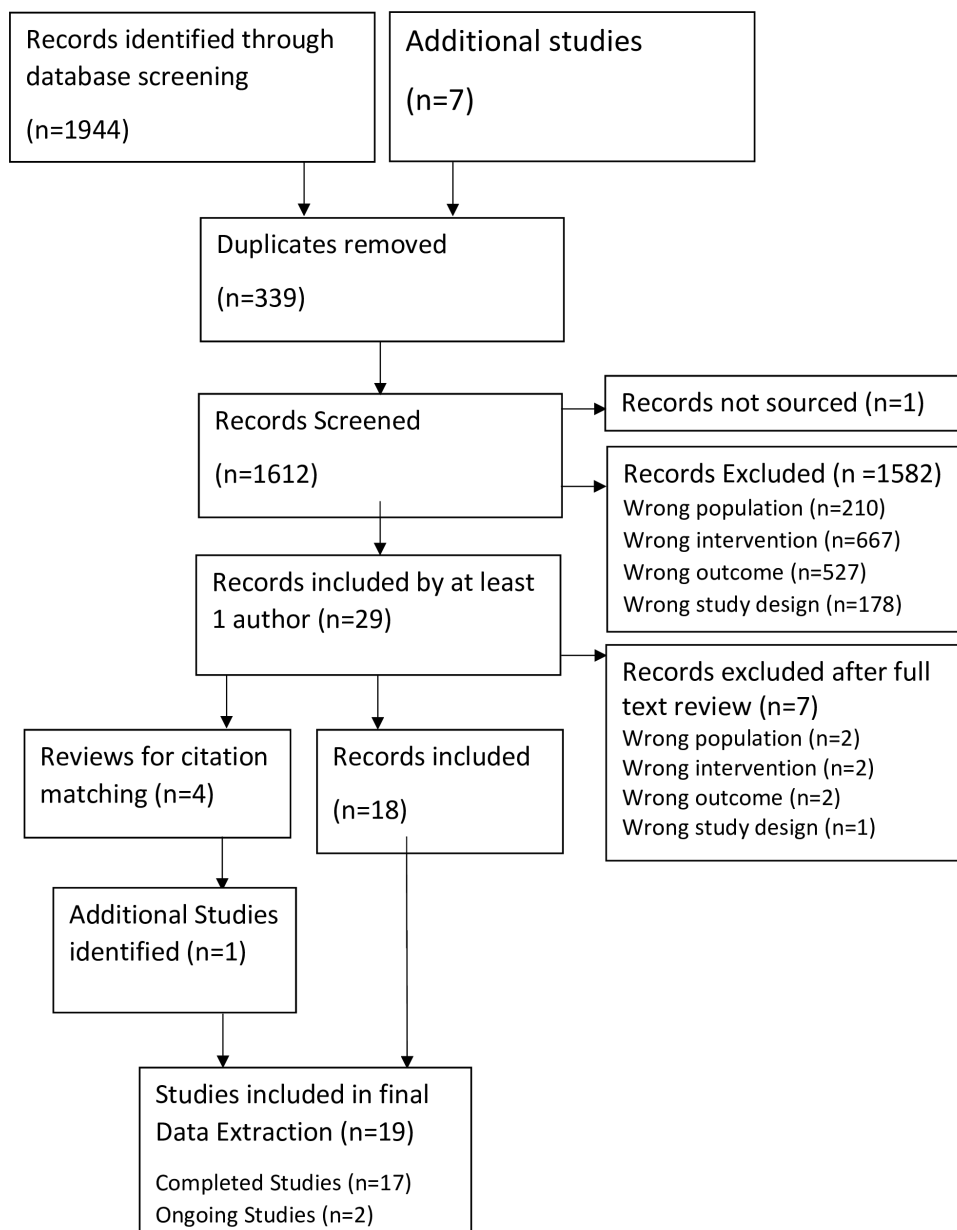 Records identified through
database screening
(n=1944)
Additional studies
(n=7)
Duplicates removed
(n=339)
Records Screened
(n=1612)
Records not sourced (n=1)
Records Excluded (n =1582)
Wrong population (n=210)
Wrong intervention (n=667)
Wrong outcome (n=527)
Wrong study design (n=178)
Records included by at least
1 author (n=29)
Records excluded after full
text review (n=7)
Wrong population (n=2)
Wrong intervention (n=2)
Wrong outcome (n=2)
Wrong study design (n=1)
Reviews for citation
matching (n=4)
Records included
(n=18)
Additional Studies
identified (n=1)
Studies included in final
Data Extraction (n=19)
Completed Studies (n=17)
Ongoing Studies (n=2)